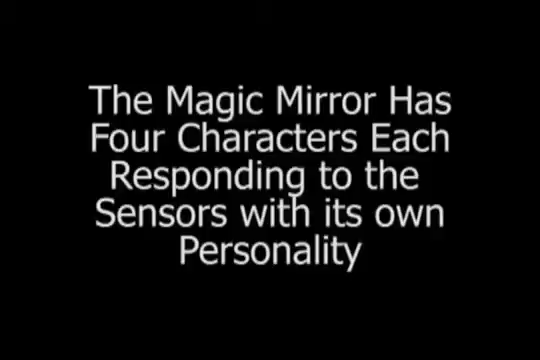 The Magic Mirror Has
Four Characters Each
Responding to the
Sensors with its own
Personality